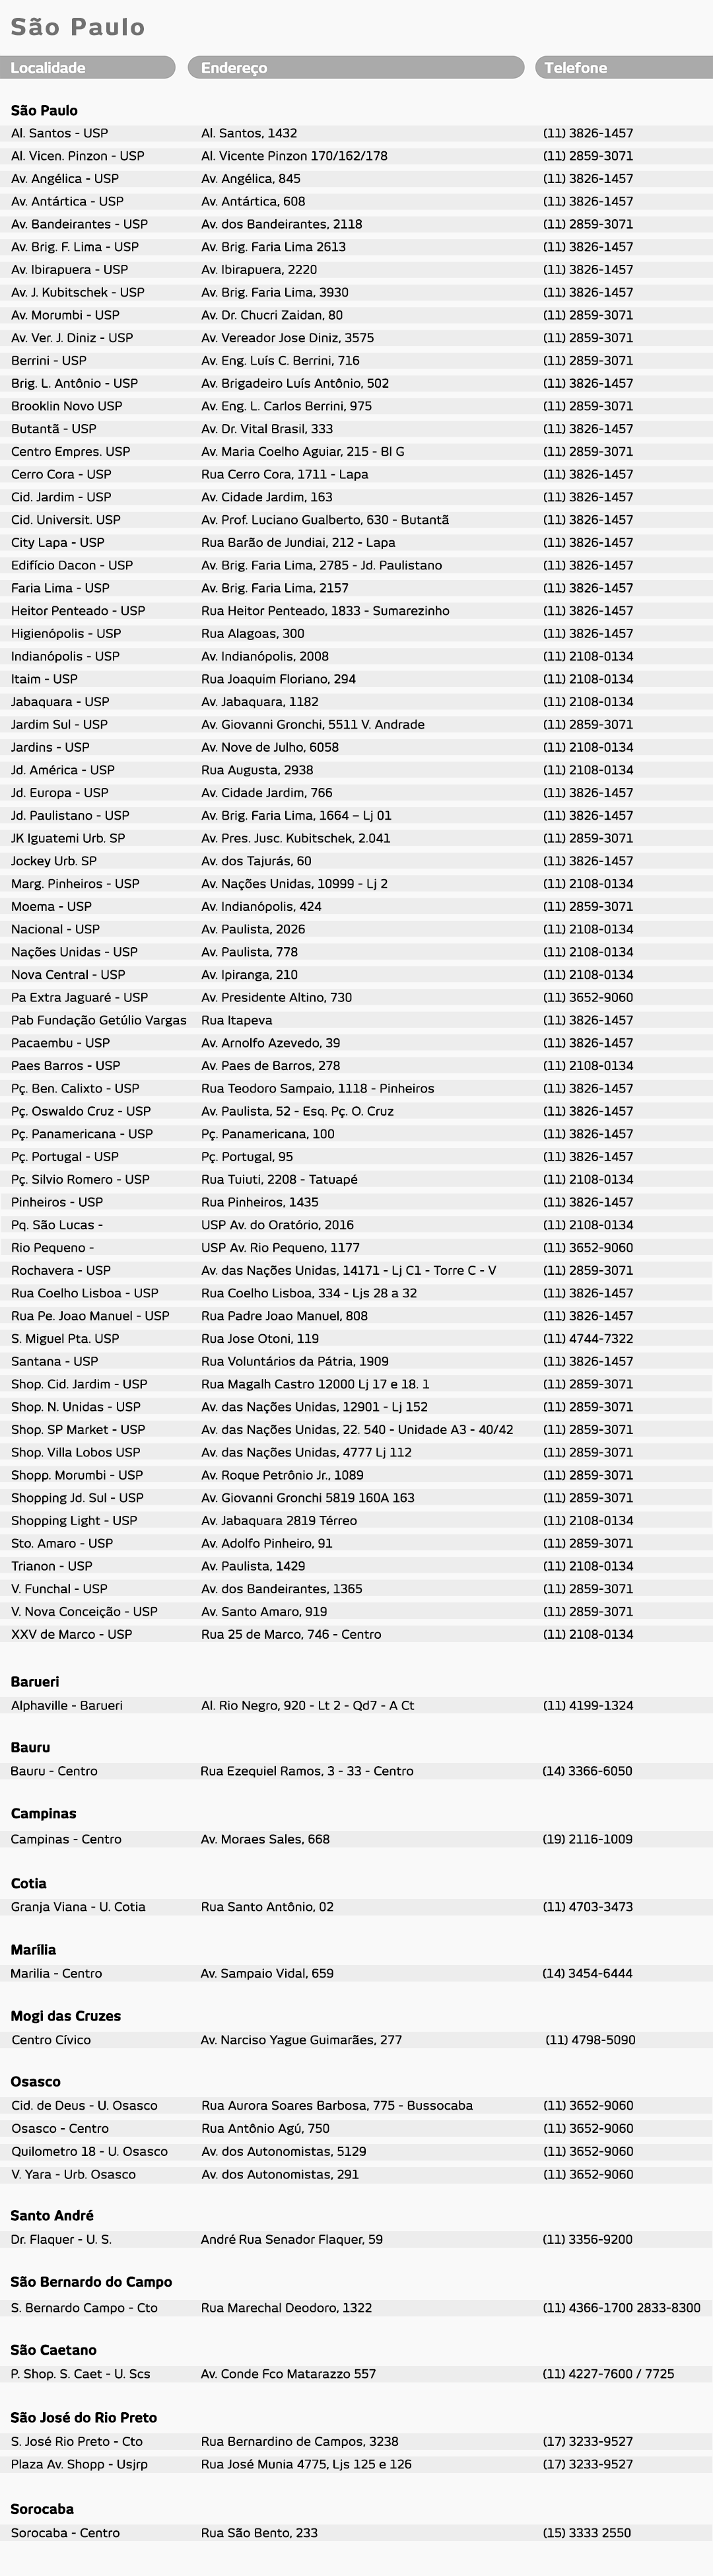 São Paulo
Localidade Endereço Telefone
São Paulo
Al. Santos - USP Al. Santos, 1432 (11) 3826-1457
Al. Vicen. Pinzon - USP Al. Vicente Pinzon 170/162/178 (11) 2859-3071
Av. Angélica - USP Av. Angélica, 845 (11) 3826-1457
Av. Antártica - USP Av. Antártica, 608 (11) 3826-1457
Av. Bandeirantes - USP Av. dos Bandeirantes, 2118 (11) 2859-3071
Av. Brig. F. Lima - USP Av. Brig. Faria Lima 2613 (11) 3826-1457
Av. Ibirapuera - USP Av. Ibirapuera, 2220 (11) 3826-1457
Av. J. Kubitschek - USP Av. Brig. Faria Lima, 3930 (11) 3826-1457
Av. Morumbi - USP Av. Dr. Chucri Zaidan, 80 (11) 2859-3071
Av. Ver. J. Diniz - USP Av. Vereador Jose Diniz, 3575 (11) 2859-3071
Berrini - USP Av. Eng. Luís C. Berrini, 716 (11) 2859-3071
Brig. L. Antônio - USP Av. Brigadeiro Luís Antônio, 502 (11) 3826-1457
Brooklin Novo USP Av. Eng. L. Carlos Berrini, 975 (11) 2859-3071
Butantã - USP Av. Dr. Vital Brasil, 333 (11) 3826-1457
Centro Empres. USP Av. Maria Coelho Aguiar, 215 - Bl G (11) 2859-3071
Cerro Cora - USP Rua Cerro Cora, 1711 - Lapa (11) 3826-1457
Cid. Jardim - USP Av. Cidade Jardim, 163 (11) 3826-1457
Cid. Universit. USP Av. Prof. Luciano Gualberto, 630 - Butantã (11) 3826-1457
City Lapa - USP Rua Barão de Jundiai, 212 - Lapa (11) 3826-1457
Edifício Dacon - USP Av. Brig. Faria Lima, 2785 - Jd. Paulistano (11) 3826-1457
Faria Lima - USP Av. Brig. Faria Lima, 2157 (11) 3826-1457
Heitor Penteado - USP Rua Heitor Penteado, 1833 - Sumarezinho (11) 3826-1457
Higienópolis - USP Rua Alagoas, 300 (11) 3826-1457
Indianópolis - USP Av. Indianópolis, 2008 (11) 2108-0134
Itaim - USP Rua Joaquim Floriano, 294 (11) 2108-0134
Jabaquara - USP Av. Jabaquara, 1182 (11) 2108-0134
Jardim Sul - USP Av. Giovanni Gronchi, 5511 V. Andrade (11) 2859-3071
Jardins - USP Av. Nove de Julho, 6058 (11) 2108-0134
Jd. América - USP Rua Augusta, 2938 (11) 2108-0134
Jd. Europa - USP Av. Cidade Jardim, 766 (11) 3826-1457
Jd. Paulistano - USP Av. Brig. Faria Lima, 1664 – Lj 01 (11) 3826-1457
JK Iguatemi Urb. SP Av. Pres. Jusc. Kubitschek, 2.041 (11) 2859-3071
Jockey Urb. SP Av. dos Tajurás, 60 (11) 3826-1457
Marg. Pinheiros - USP Av. Nações Unidas, 10999 - Lj 2 (11) 2108-0134
Moema - USP Av. Indianópolis, 424 (11) 2859-3071
Nacional - USP Av. Paulista, 2026 (11) 2108-0134
Nações Unidas - USP Av. Paulista, 778 (11) 2108-0134
Nova Central - USP Av. Ipiranga, 210 (11) 2108-0134
Pa Extra Jaguaré - USP Av. Presidente Altino, 730 (11) 3652-9060
Pab Fundação Getúlio Vargas Rua Itapeva (11) 3826-1457
Pacaembu - USP Av. Arnolfo Azevedo, 39 (11) 3826-1457
Paes Barros - USP Av. Paes de Barros, 278 (11) 2108-0134
Pç. Ben. Calixto - USP Rua Teodoro Sampaio, 1118 - Pinheiros (11) 3826-1457
Pç. Oswaldo Cruz - USP Av. Paulista, 52 - Esq. Pç. O. Cruz (11) 3826-1457
Pç. Panamericana - USP Pç. Panamericana, 100 (11) 3826-1457
Pç. Portugal - USP Pç. Portugal, 95 (11) 3826-1457
Pç. Silvio Romero - USP Rua Tuiuti, 2208 - Tatuapé (11) 2108-0134
Pinheiros - USP Rua Pinheiros, 1435 (11) 3826-1457
Pq. São Lucas - USP Av. do Oratório, 2016 (11) 2108-0134
Rio Pequeno - USP Av. Rio Pequeno, 1177 (11) 3652-9060
Rochavera - USP Av. das Nações Unidas, 14171 - Lj C1 - Torre C - V (11) 2859-3071
Rua Coelho Lisboa - USP Rua Coelho Lisboa, 334 - Ljs 28 a 32 (11) 3826-1457
Rua Pe. Joao Manuel - USP Rua Padre Joao Manuel, 808 (11) 3826-1457
S. Miguel Pta. USP Rua Jose Otoni, 119 (11) 4744-7322
Santana - USP Rua Voluntários da Pátria, 1909 (11) 3826-1457
Shop. Cid. Jardim - USP Rua Magalh Castro 12000 Lj 17 e 18. 1 (11) 2859-3071
Shop. N. Unidas - USP Av. das Nações Unidas, 12901 - Lj 152 (11) 2859-3071
Shop. SP Market - USP Av. das Nações Unidas, 22. 540 - Unidade A3 - 40/42 (11) 2859-3071
Shop. Villa Lobos USP Av. das Nações Unidas, 4777 Lj 112 (11) 2859-3071
Shopp. Morumbi - USP Av. Roque Petrônio Jr., 1089 (11) 2859-3071
Shopping Jd. Sul - USP Av. Giovanni Gronchi 5819 160A 163 (11) 2859-3071
Shopping Light - USP Av. Jabaquara 2819 Térreo (11) 2108-0134
Sto. Amaro - USP Av. Adolfo Pinheiro, 91 (11) 2859-3071
Trianon - USP Av. Paulista, 1429 (11) 2108-0134
V. Funchal - USP Av. dos Bandeirantes, 1365 (11) 2859-3071
V. Nova Conceição - USP Av. Santo Amaro, 919 (11) 2859-3071
XXV de Marco - USP Rua 25 de Marco, 746 - Centro (11) 2108-0134
Barueri
Alphaville - Barueri Al. Rio Negro, 920 - Lt 2 - Qd7 - A Ct (11) 4199-1324
Bauru
Bauru - Centro Rua Ezequiel Ramos, 3 - 33 - Centro (14) 3366-6050
Campinas
Campinas - Centro Av. Moraes Sales, 668 (19) 2116-1009
Cotia
Granja Viana - U. Cotia Rua Santo Antônio, 02 (11) 4703-3473
Marília
Marilia - Centro Av. Sampaio Vidal, 659 (14) 3454-6444
Mogi das Cruzes
Centro Cívico Av. Narciso Yague Guimarães, 277 (11) 4798-5090
Osasco
Cid. de Deus - U. Osasco Rua Aurora Soares Barbosa, 775 - Bussocaba (11) 3652-9060
Osasco - Centro Rua Antônio Agú, 750 (11) 3652-9060
Quilometro 18 - U. Osasco Av. dos Autonomistas, 5129 (11) 3652-9060
V. Yara - Urb. Osasco Av. dos Autonomistas, 291 (11) 3652-9060
Santo André
Dr. Flaquer - U. S. André Rua Senador Flaquer, 59 (11) 3356-9200
São Bernardo do Campo
S. Bernardo Campo - Cto Rua Marechal Deodoro, 1322 (11) 4366-1700 2833-8300
São Caetano
P. Shop. S. Caet - U. Scs Av. Conde Fco Matarazzo 557 (11) 4227-7600 / 7725
São José do Rio Preto
S. José Rio Preto - Cto Rua Bernardino de Campos, 3238 (17) 3233-9527
Plaza Av. Shopp - Usjrp Rua José Munia 4775, Ljs 125 e 126 (17) 3233-9527
Sorocaba
Sorocaba - Centro Rua São Bento, 233 (15) 3333 2550